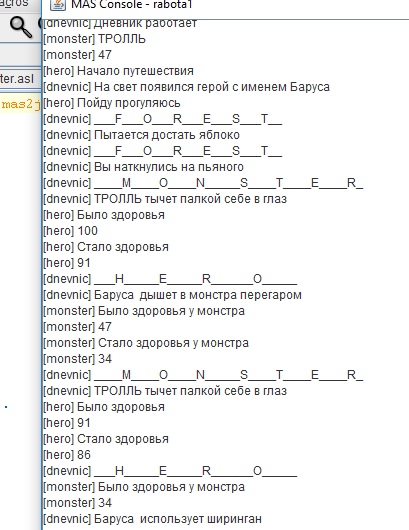 acros
MAS Console - rabota1
ter.asl
mas2j
[dnevnic] Дневник работает
[monster] ТРОЛЛЬ
[monster] 47
[hero] Начало путешествия
[dnevnic] На свет появился герой с именем Баруса
[hero] Пойду прогуляюсь
[dnevnic] ___F___O___R___E___S___T__
[dnevnic] Пытается достать яблоко
[dnevnic] ___F___O___R___E___S___T__
[dnevnic] Вы наткнулись на пьяного
[dnevnic] ____M____O____N____S____T____E____R_
[dnevnic] ТРОЛЛЬ тычет палкой себе в глаз
[hero] Было здоровья
[hero] 100
[hero] Стало здоровья
[hero] 91
[dnevnic] ___H_____E_____R______O_____
[dnevnic] Баруса  дышет в монстра перегаром
[monster] Было здоровья у монстра
[monster] 47
[monster] Стало здоровья у монстра
[monster] 34
[dnevnic] ____M____O____N____S____T____E____R_
[dnevnic] ТРОЛЛЬ тычет палкой себе в глаз
[hero] Было здоровья
[hero] 91
[hero] Стало здоровья
[hero] 86
[dnevnic] ___H_____E_____R______O_____
[monster] Было здоровья у монстра
[monster] 34
[dnevnic] Баруса  использует ширинган